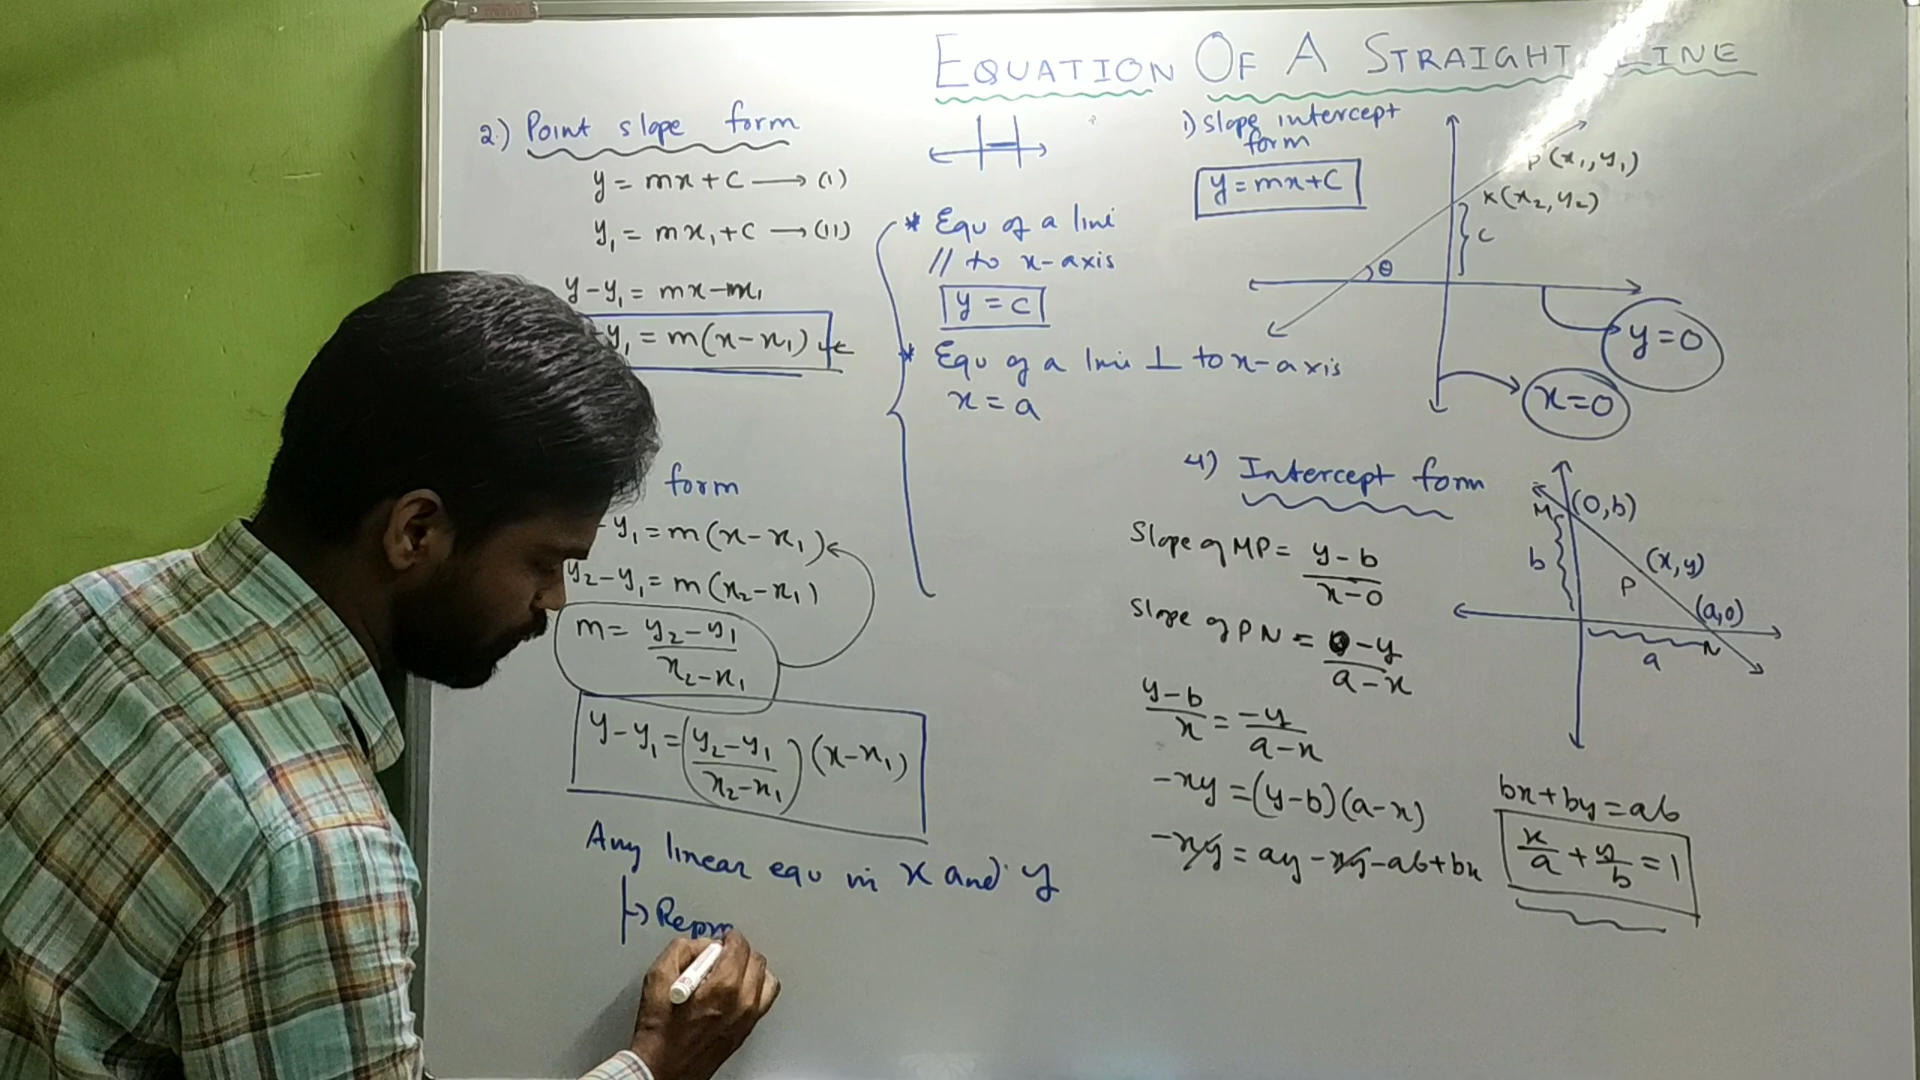 EQUATION OF A STRAIGHT LINE
2.) Point slope form
y = mx + c → (I)
y₁ = mx₁ + c → (II)
y - y₁ = mx - mx₁
y₁ = m(x - x₁)
form
- y₁ = m(x - x₁)
y₂ - y₁ = m(x₂ - x₁)
m = (y₂ - y₁)/(x₂ - x₁)
y - y₁ = ((y₂ - y₁)/(x₂ - x₁)) (x - x₁)
Any linear equ in x and y
→ Repr
* Equ of a line
// to x-axis
y = c
* Equ of a line ⊥ to x-axis
x = a
1) Slope intercept
form
y = mx + c
P(x₁, y₁)
(x₂, y₂)
c
θ
y = 0
x = 0
4) Intercept form
Slope of MP = (y - b)/(x - 0)
Slope of PN = (0 - y)/(a - x)
(y - b)/x = -y/(a - x)
-xy = (y - b)(a - x)
-xy = ay - xy - ab + bx
M (0, b)
b
(x, y)
P
(a, 0)
N
a
bx + by = ab
x/a + y/b = 1